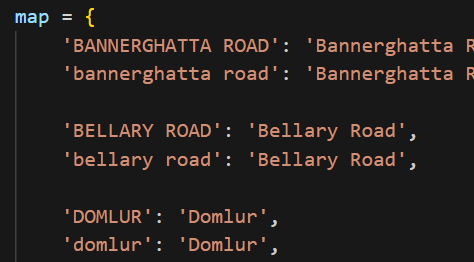 map = {
'BANNERGHATTA ROAD': 'Bannerghatta
'bannerghatta road': 'Bannerghatta
'BELLARY ROAD': 'Bellary Road',
'bellary road': 'Bellary Road',
'DOMLUR': 'Domlur',
'domlur': 'Domlur',